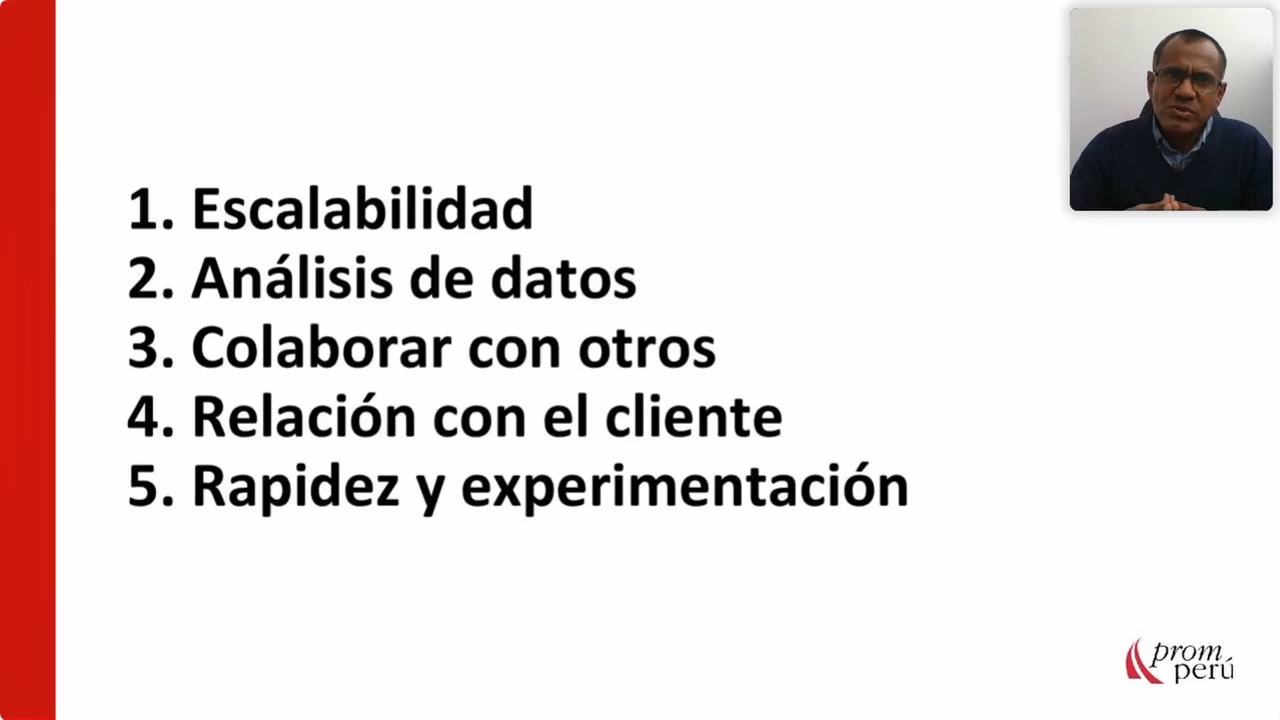 1. Escalabilidad
2. Análisis de datos
3. Colaborar con otros
4. Relación con el cliente
5. Rapidez y experimentación
prom
perú